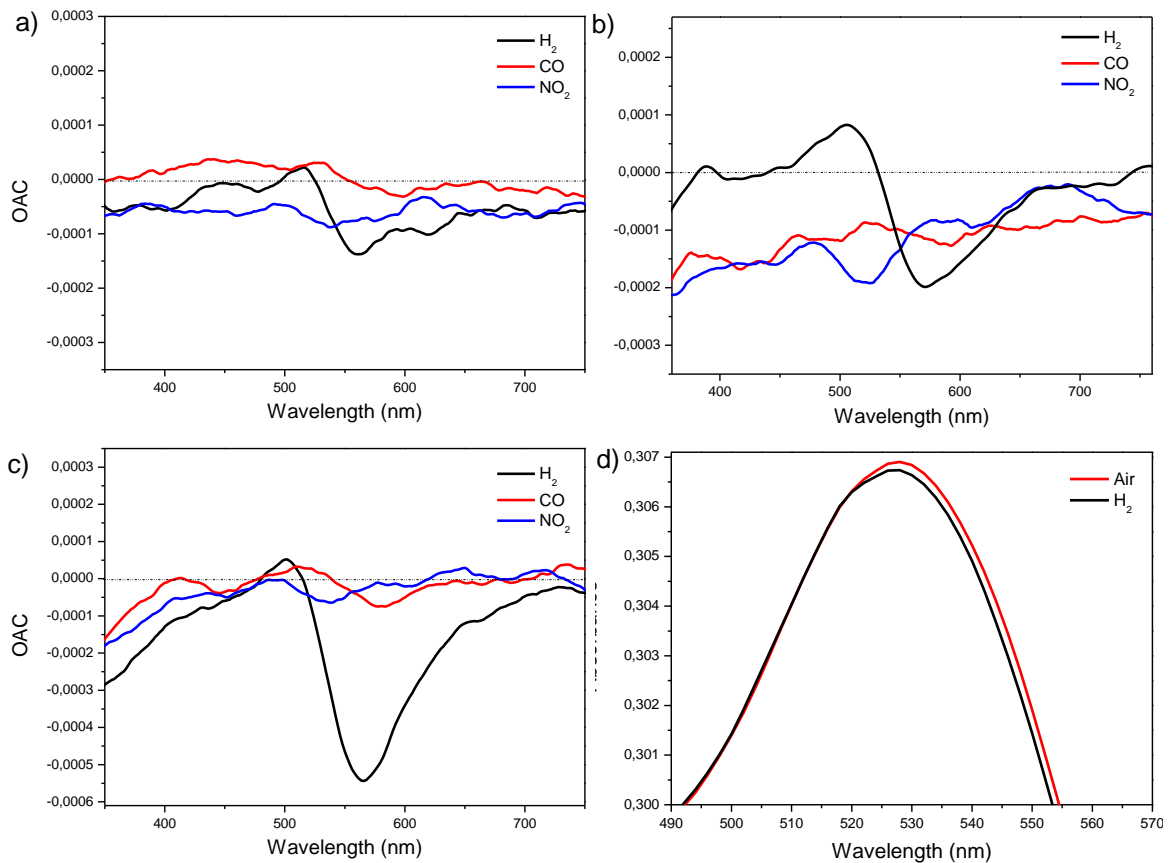 a)
0,0003
0,0002
0,0001
0,0000
-0,0001
-0,0002
-0,0003
OAC
400
500
600
700
Wavelength (nm)
H2
CO
NO2
b)
0,0002
0,0001
0,0000
-0,0001
-0,0002
-0,0003
400
500
600
700
Wavelength (nm)
H2
CO
NO2
c)
0,0003
0,0002
0,0001
0,0000
-0,0001
-0,0002
-0,0003
-0,0004
-0,0005
-0,0006
OAC
400
500
600
700
Wavelength (nm)
H2
CO
NO2
d)
0,307
0,306
0,305
0,304
0,303
0,302
0,301
0,300
490
500
510
520
530
540
550
560
570
Wavelength (nm)
Air
H2